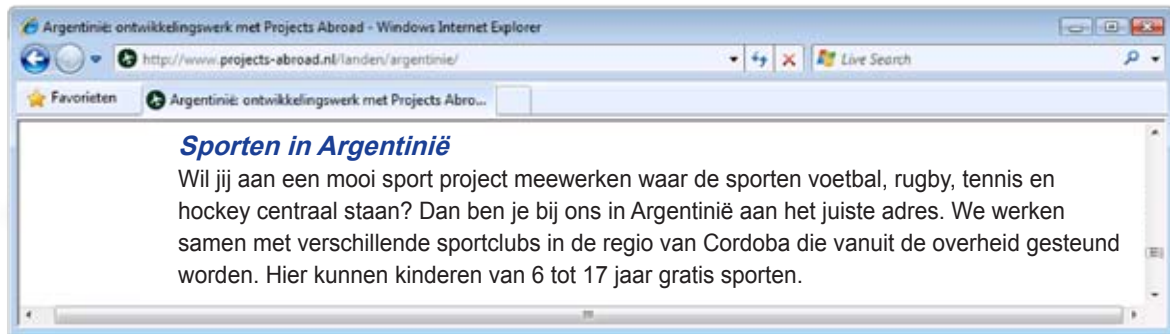 Argentinië: ontwikkelingswerk met Projects Abroad - Windows Internet Explorer
http://www.projects-abroad.nl/landen/argentinie/
Live Search
Favorieten
Argentinië: ontwikkelingswerk met Projects Abro...
Sporten in Argentinië
Wil jij aan een mooi sport project meewerken waar de sporten voetbal, rugby, tennis en
hockey centraal staan? Dan ben je bij ons in Argentinië aan het juiste adres. We werken
samen met verschillende sportclubs in de regio van Cordoba die vanuit de overheid gesteund
worden. Hier kunnen kinderen van 6 tot 17 jaar gratis sporten.